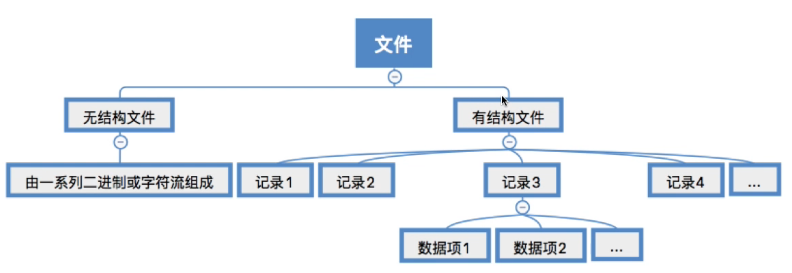 文件
无结构文件
有结构文件
由一系列二进制或字符流组成
记录1
记录2
记录3
记录4
...
数据项1
数据项2
...